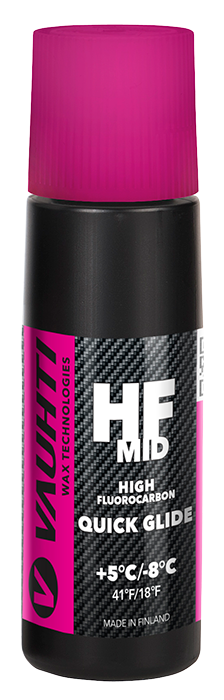 VAUHTI
WAX TECHNOLOGIES
HF
MID
HIGH
FLUOROCARBON
QUICK GLIDE
+5°C/-8°C
41°F/18°F
MADE IN FINLAND